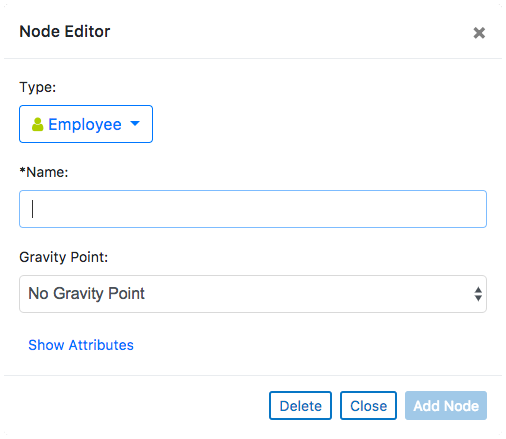 Node Editor
Type:
Employee
*Name:
Gravity Point:
No Gravity Point
Show Attributes
Delete Close Add Node